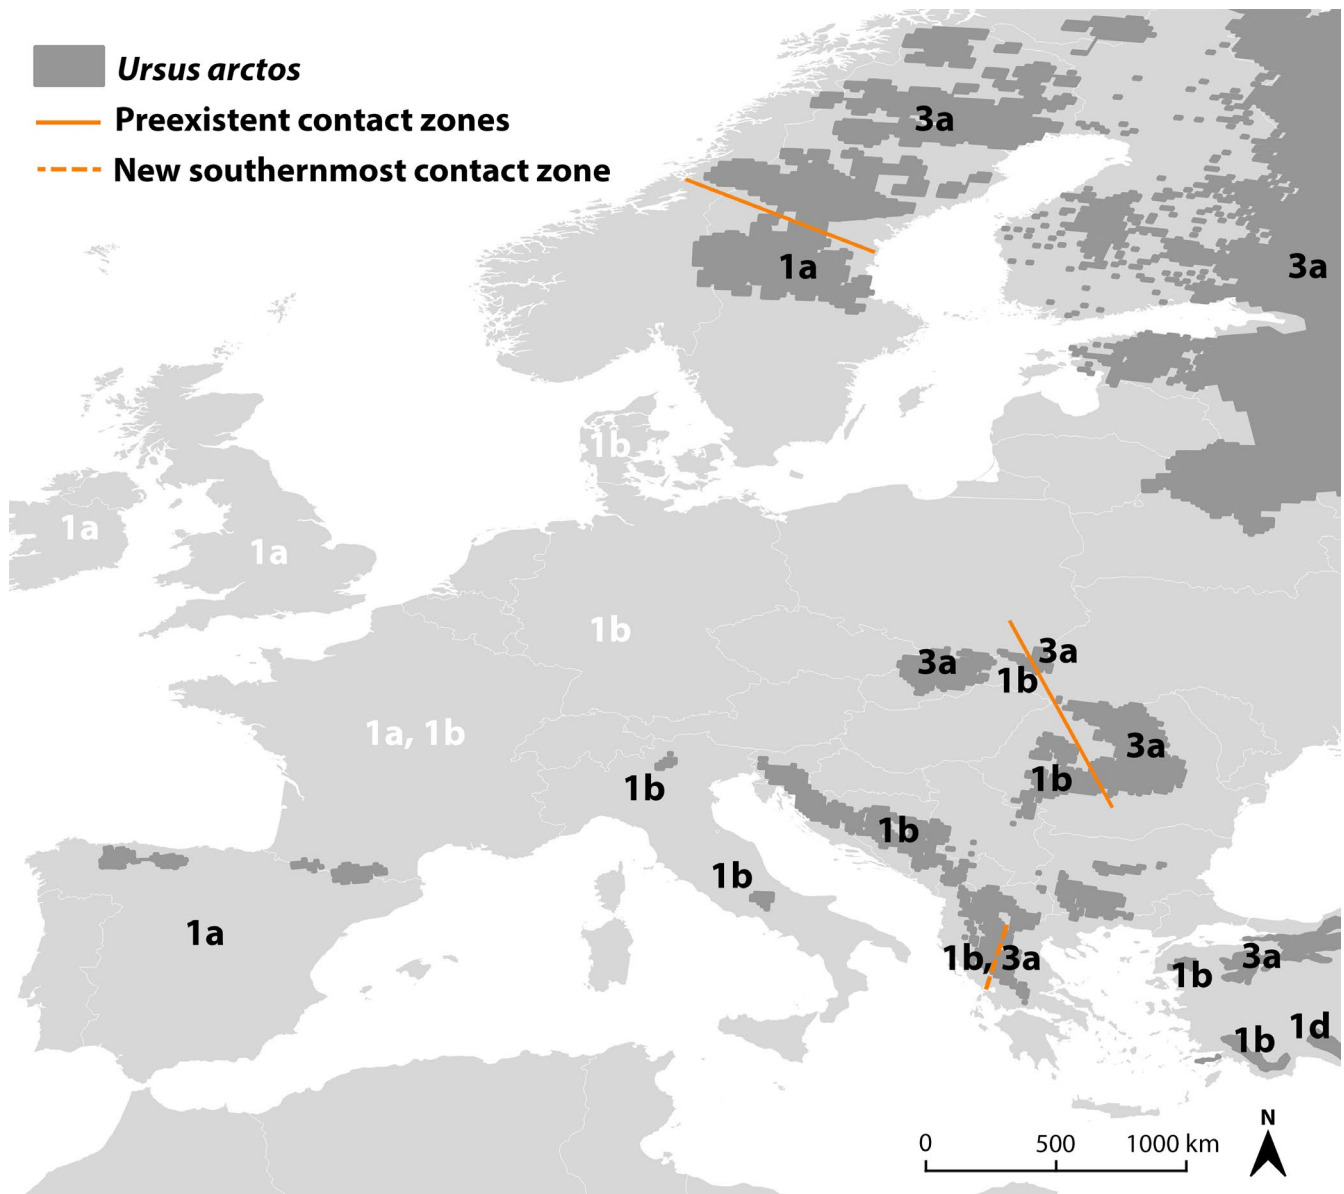 Ursus arctos
Preexistent contact zones
New southernmost contact zone
3a
1a
3a
1b
1a
1a
1b
3a
3a
1b
1a, 1b
3a
1b
1b
1b
1b
1a
1b, 3a
3a
1b
1d
1b
N
0 500 1000 km